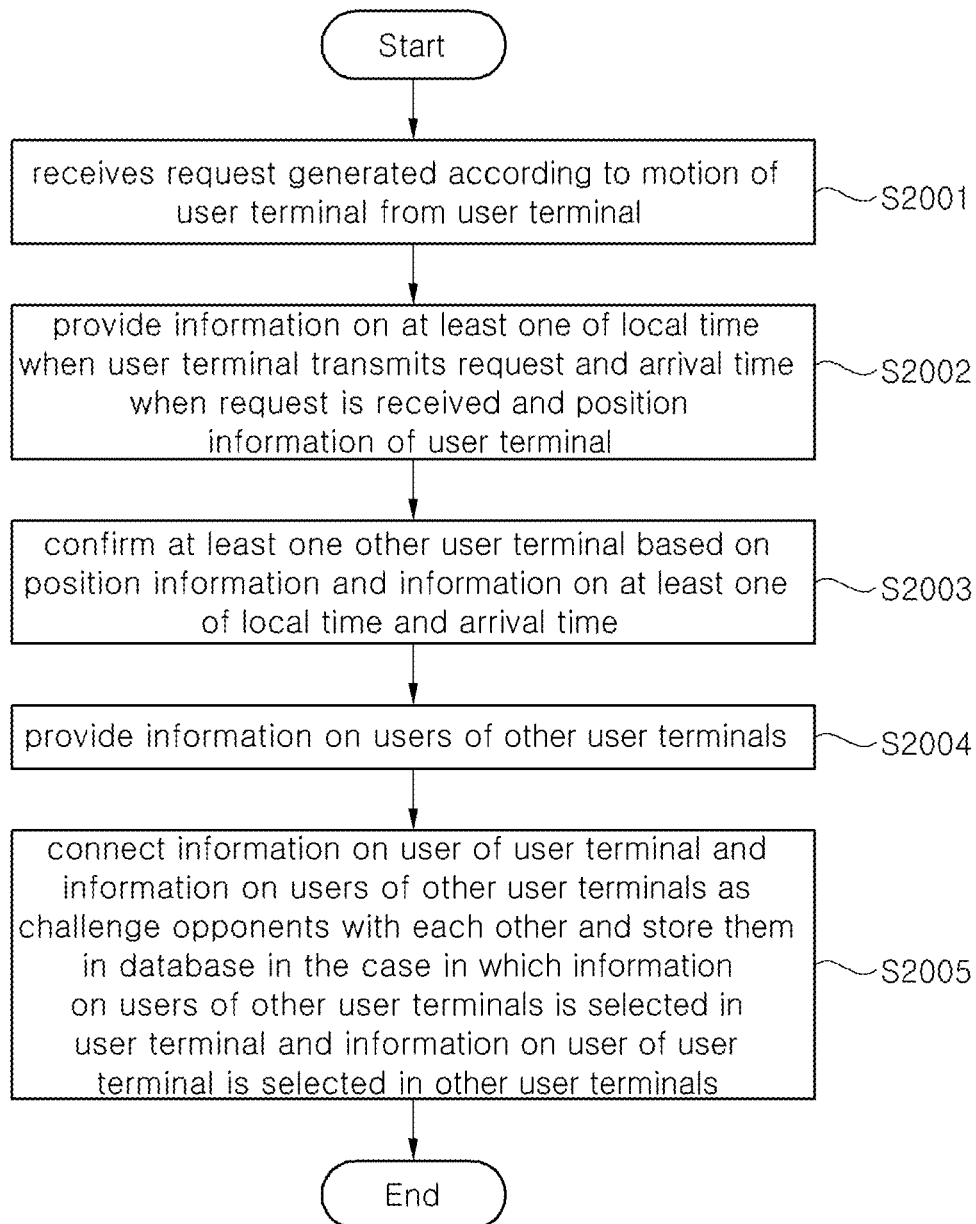 Start
receives request generated according to motion of
user terminal from user terminal
S2001
provide information on at least one of local time
when user terminal transmits request and arrival time
when request is received and position
information of user terminal
S2002
confirm at least one other user terminal based on
position information and information on at least one
of local time and arrival time
S2003
provide information on users of other user terminals
S2004
connect information on user of user terminal and
information on users of other user terminals as
challenge opponents with each other and store them
in database in the case in which information
on users of other user terminals is selected in
user terminal and information on user of user
terminal is selected in other user terminals
S2005
End